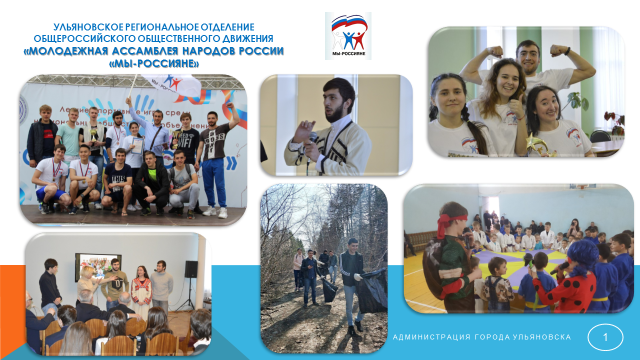 УЛЬЯНОВСКОЕ РЕГИОНАЛЬНОЕ ОТДЕЛЕНИЕ
ОБЩЕРОССИЙСКОГО ОБЩЕСТВЕННОГО ДВИЖЕНИЯ
«МОЛОДЕЖНАЯ АССАМБЛЕЯ НАРОДОВ РОССИИ
«МЫ-РОССИЯНЕ»
МЫ-РОССИЯНЕ
АДМИНИСТРАЦИЯ ГОРОДА УЛЬЯНОВСКА
1